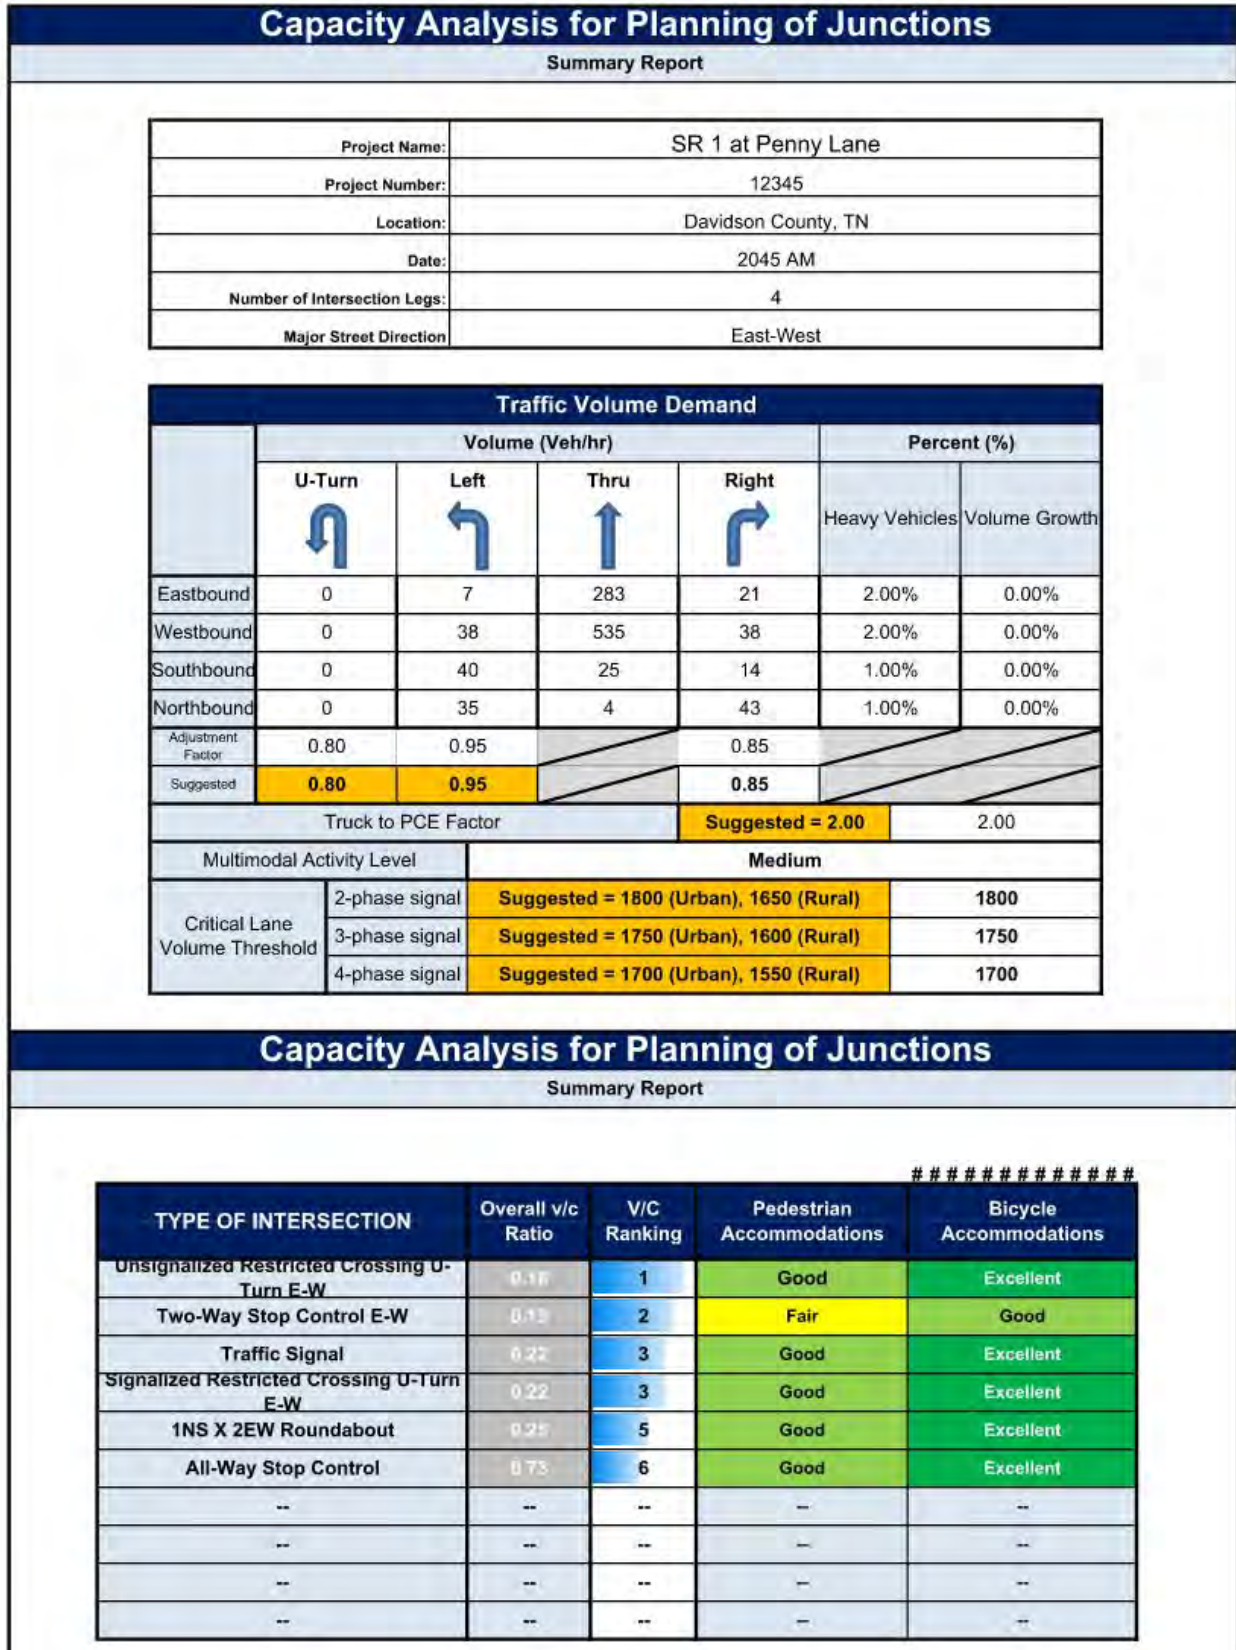 Capacity Analysis for Planning of Junctions
Summary Report
Project Name: SR 1 at Penny Lane
Project Number: 12345
Location: Davidson County, TN
Date: 2045 AM
Number of Intersection Legs: 4
Major Street Direction East-West
Traffic Volume Demand
Volume (Veh/hr) Percent (%)
U-Turn Left Thru Right Heavy Vehicles Volume Growth
Eastbound 0 7 283 21 2.00% 0.00%
Westbound 0 38 535 38 2.00% 0.00%
Southbound 0 40 25 14 1.00% 0.00%
Northbound 0 35 4 43 1.00% 0.00%
Adjustment Factor 0.80 0.95 0.85
Suggested 0.80 0.95 0.85
Truck to PCE Factor Suggested = 2.00 2.00
Multimodal Activity Level Medium
Critical Lane Volume Threshold
2-phase signal Suggested = 1800 (Urban), 1650 (Rural) 1800
3-phase signal Suggested = 1750 (Urban), 1600 (Rural) 1750
4-phase signal Suggested = 1700 (Urban), 1550 (Rural) 1700
Capacity Analysis for Planning of Junctions
Summary Report
# # # # # # # # # # # # #
TYPE OF INTERSECTION Overall v/c Ratio V/C Ranking Pedestrian Accommodations Bicycle Accommodations
Unsignalized Restricted Crossing U-Turn E-W 1 Good Excellent
Two-Way Stop Control E-W 2 Fair Good
Traffic Signal 0.22 3 Good Excellent
Signalized Restricted Crossing U-Turn E-W 0.22 3 Good Excellent
1NS X 2EW Roundabout 5 Good Excellent
All-Way Stop Control 0.73 6 Good Excellent
-- -- -- -- --
-- -- -- -- --
-- -- -- -- --
-- -- -- -- --